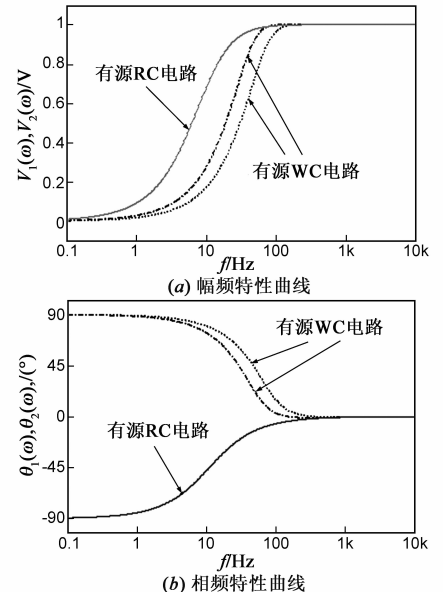 V₁(ω),V₂(ω)/V
1
0.8
0.6
0.4
0.2
0
有源RC电路
有源WC电路
0.1 1 10 100 1k 10k
f/Hz
(a) 幅频特性曲线
θ₁(ω),θ₂(ω),/(°)
90
45
0
-45
-90
有源WC电路
有源RC电路
0.1 1 10 100 1k 10k
f/Hz
(b) 相频特性曲线